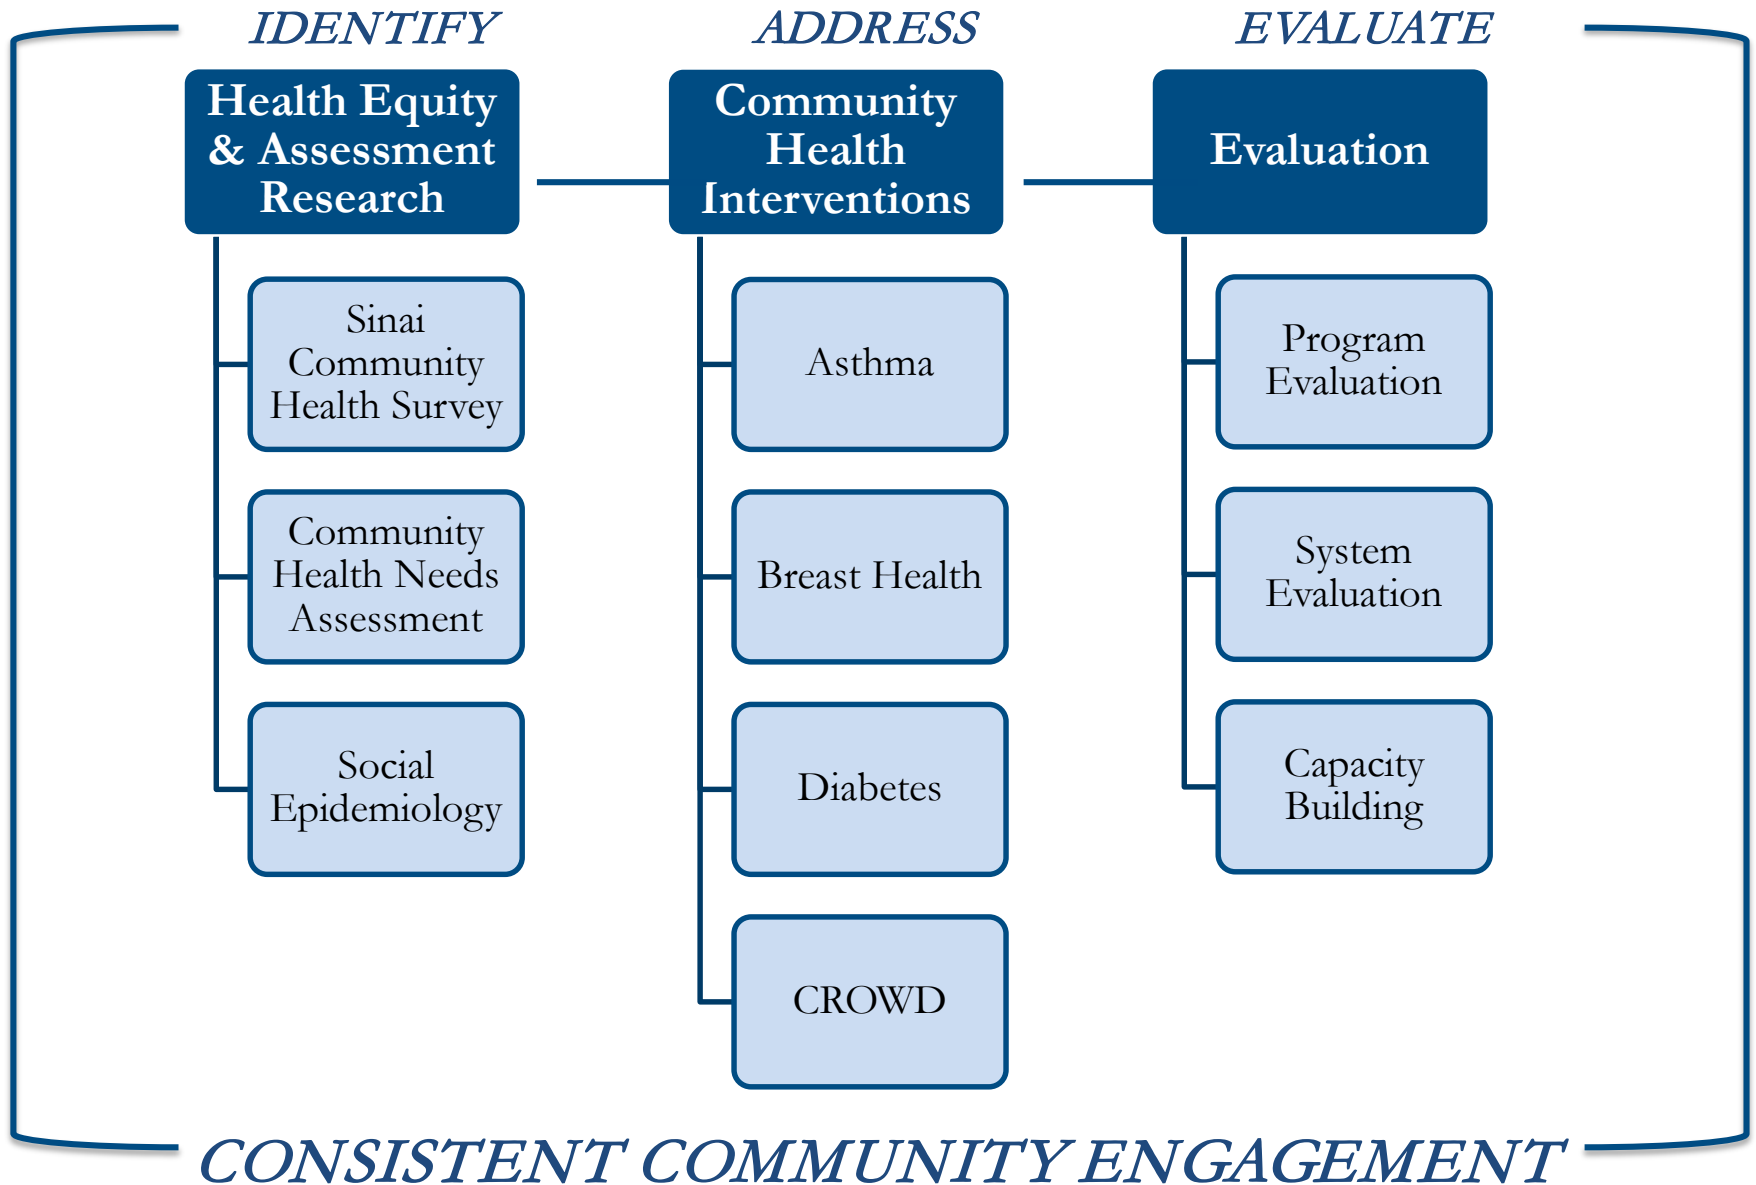 IDENTIFY
ADDRESS
EVALUATE
Health Equity
& Assessment
Research
Community
Health
Interventions
Evaluation
Sinai
Community
Health Survey
Community
Health Needs
Assessment
Social
Epidemiology
Asthma
Breast Health
Diabetes
CROWD
Program
Evaluation
System
Evaluation
Capacity
Building
CONSISTENT COMMUNITY ENGAGEMENT